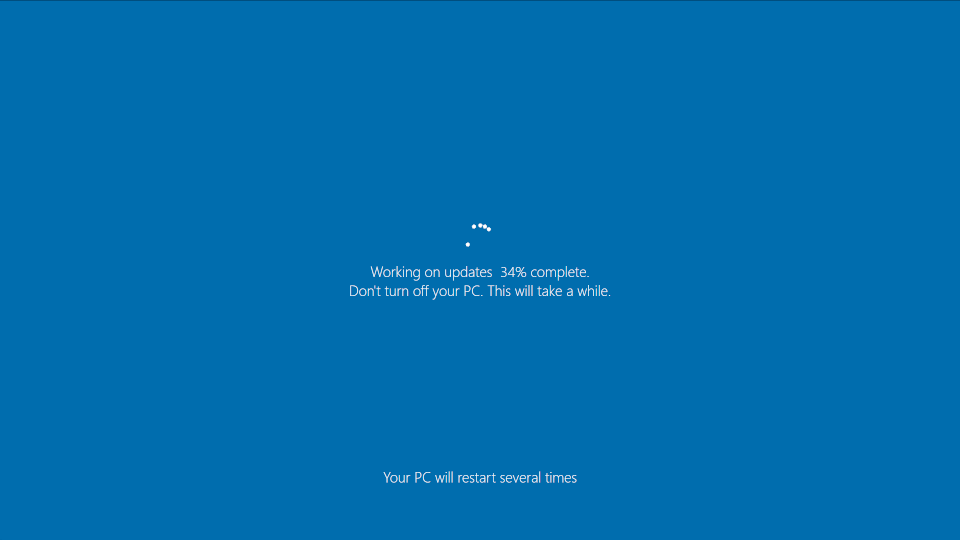 Working on updates  34% complete.
Don't turn off your PC. This will take a while.
Your PC will restart several times